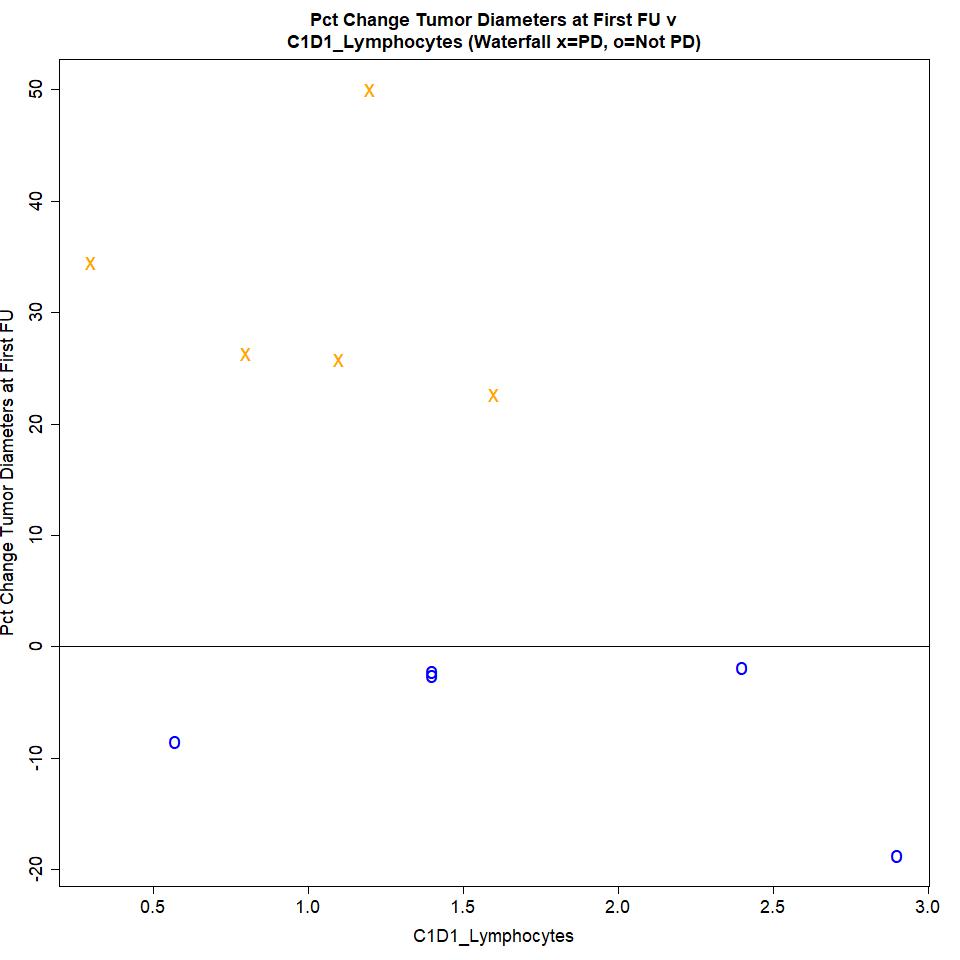 Pct Change Tumor Diameters at First FU v
C1D1_Lymphocytes (Waterfall x=PD, o=Not PD)
Pct Change Tumor Diameters at First FU
50
40
30
20
10
0
-10
-20
X
X
X
X
X
O
O
O
O
O
0.5
1.0
1.5
2.0
2.5
3.0
C1D1_Lymphocytes